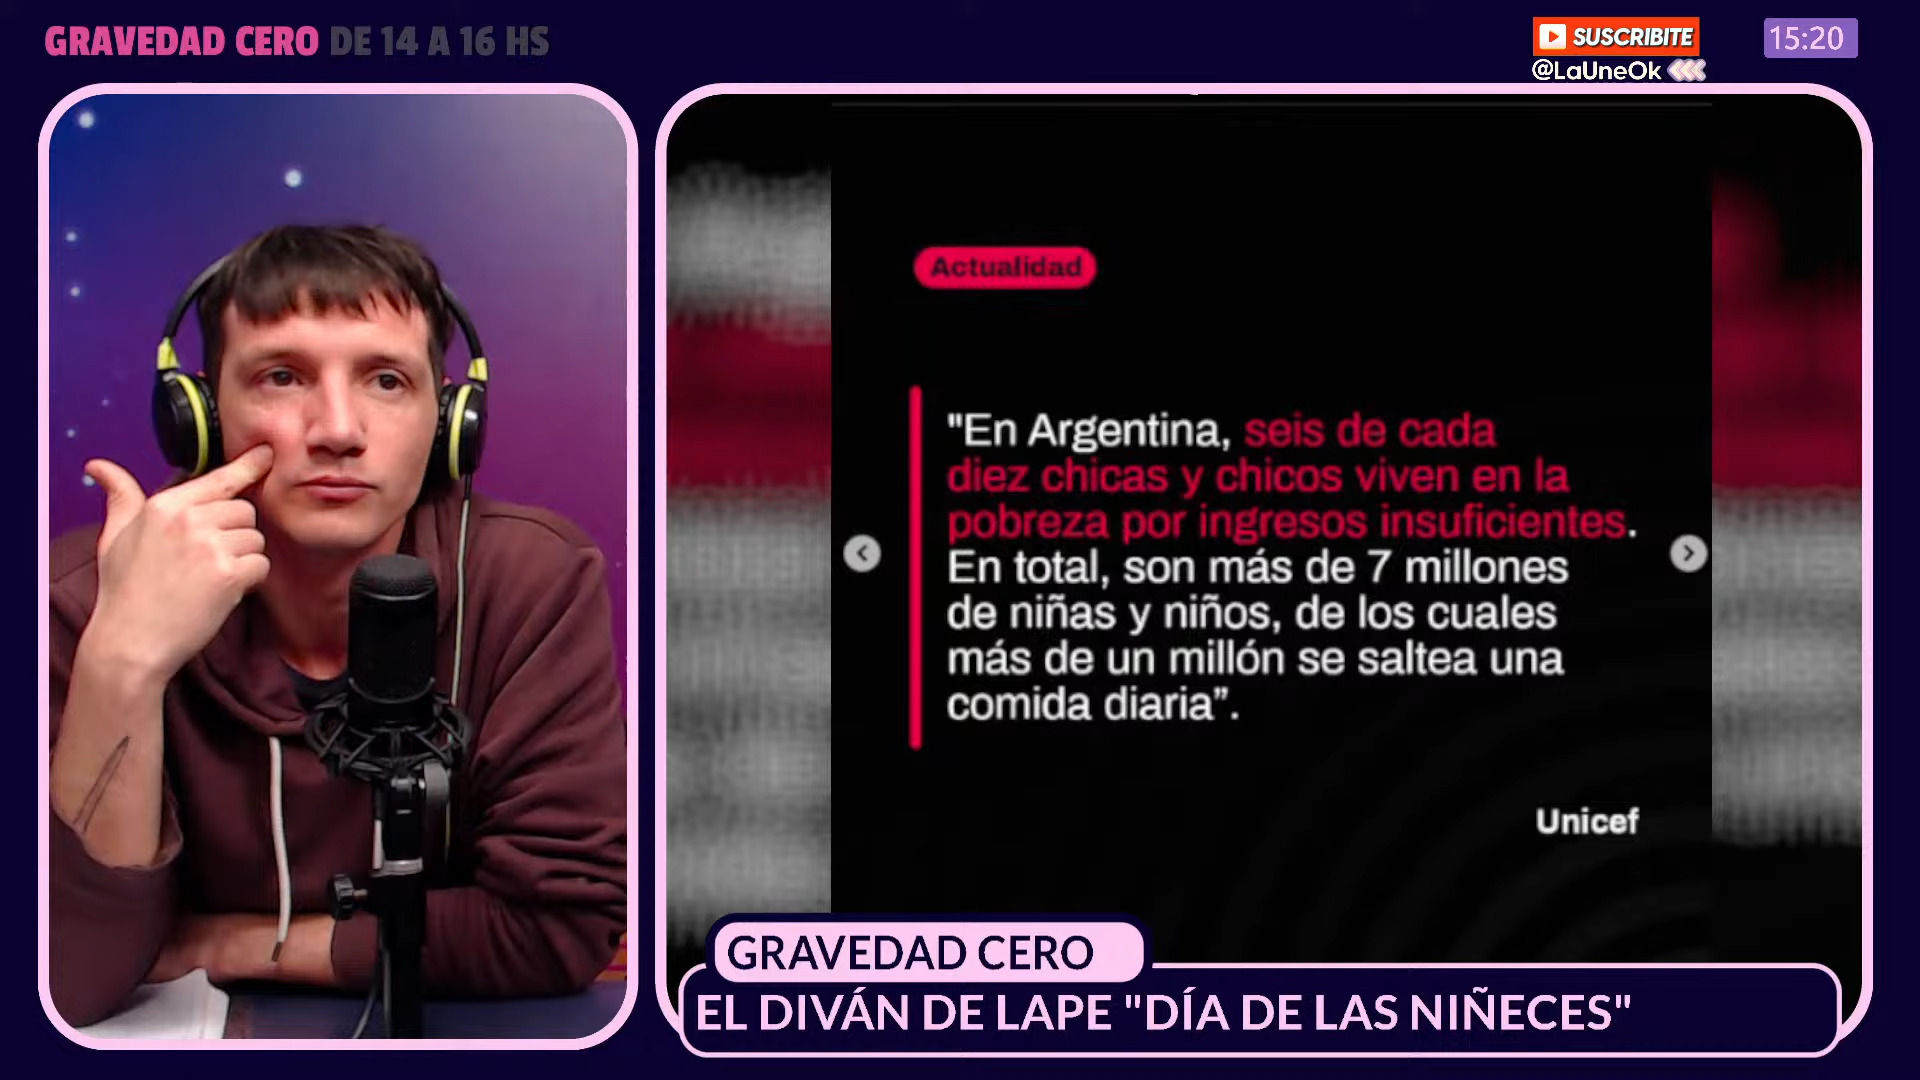 GRAVEDAD CERO DE 14 A 16 HS
SUSCRIBITE
@LaUneOk
15:20
Actualidad
"En Argentina, seis de cada
diez chicas y chicos viven en la
pobreza por ingresos insuficientes.
En total, son más de 7 millones
de niñas y niños, de los cuales
más de un millón se saltea una
comida diaria”.
Unicef
GRAVEDAD CERO
EL DIVÁN DE LAPE "DÍA DE LAS NIÑECES"